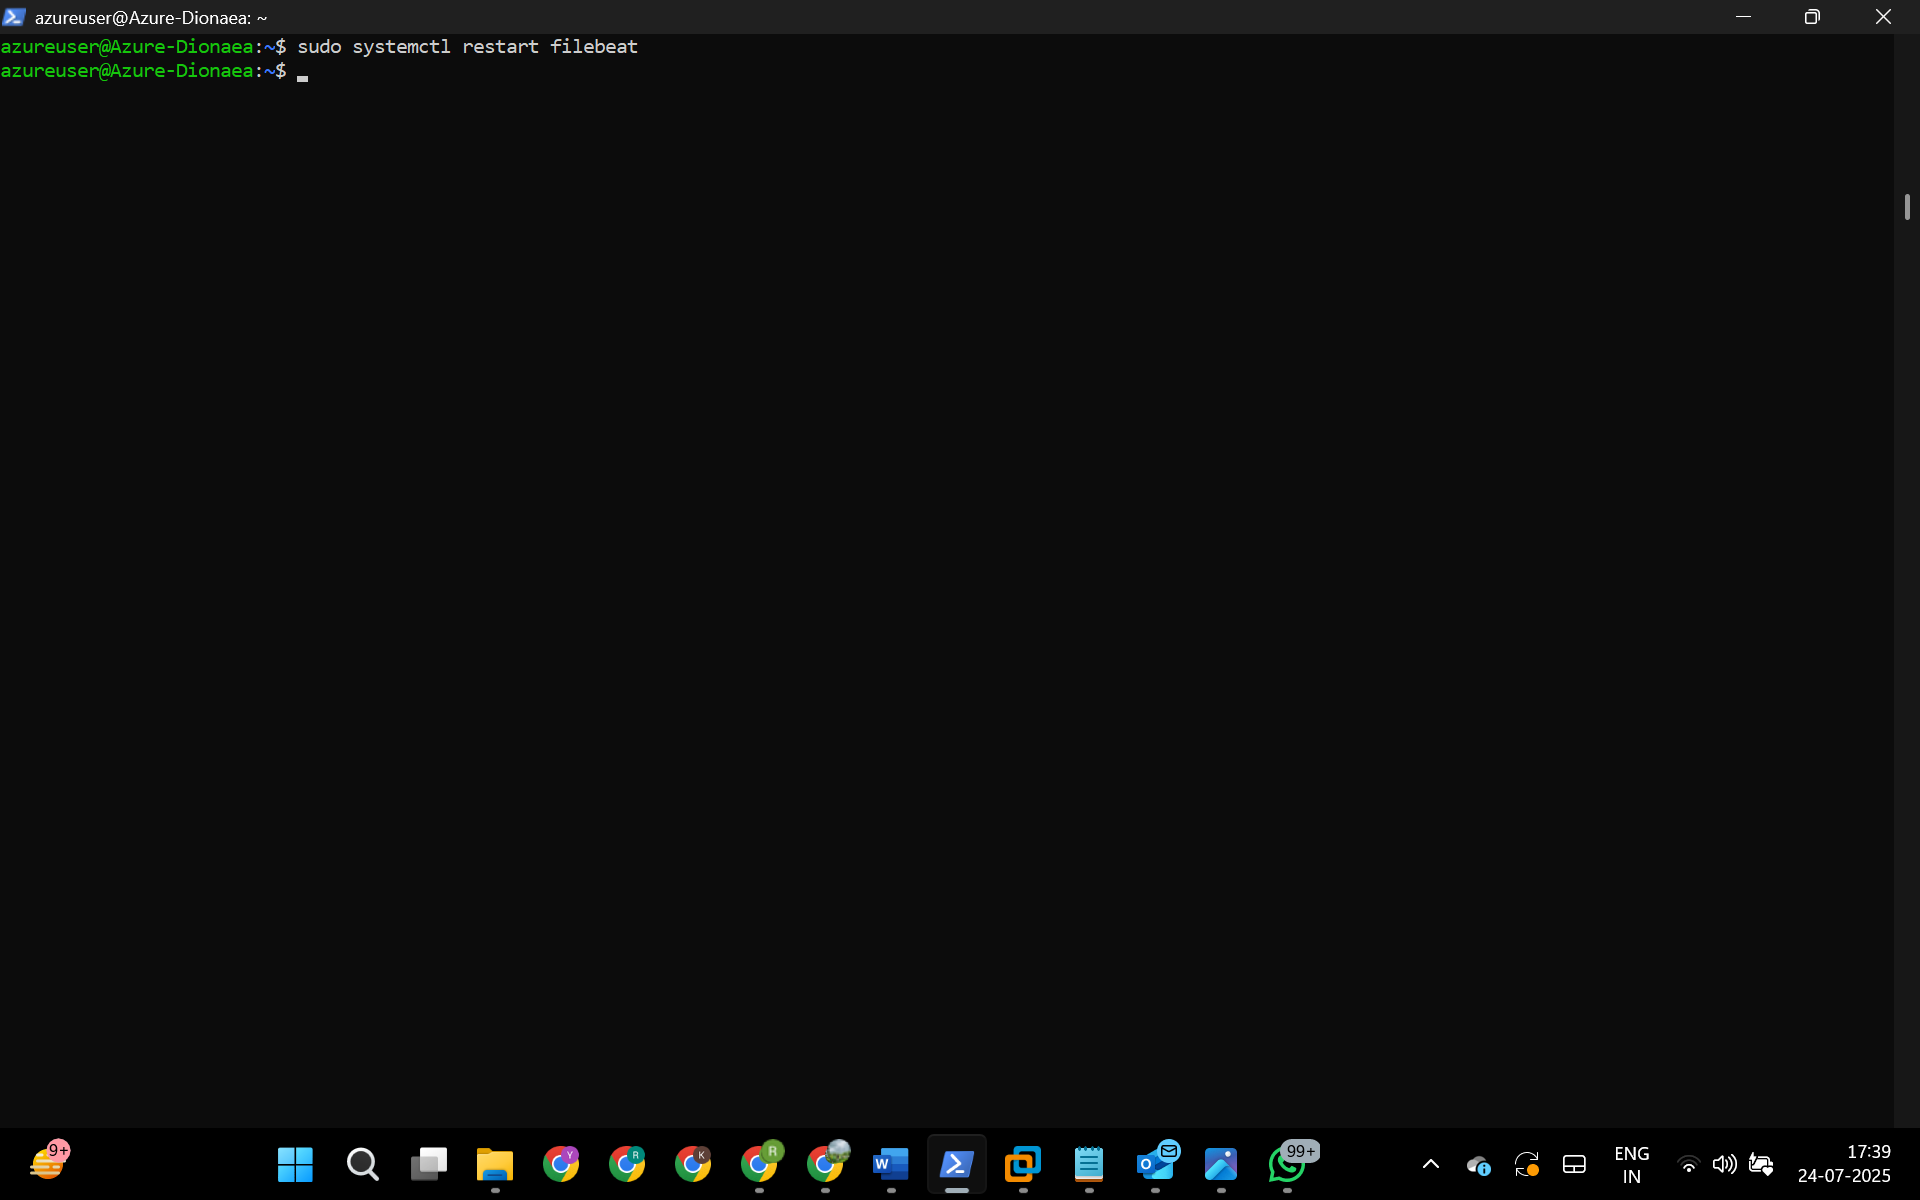 azureuser@Azure-Dionaea: ~
azureuser@Azure-Dionaea:~$ sudo systemctl restart filebeat
azureuser@Azure-Dionaea:~$
9+
Y
R
K
R
W
O
99+
ENG
IN
17:39
24-07-2025